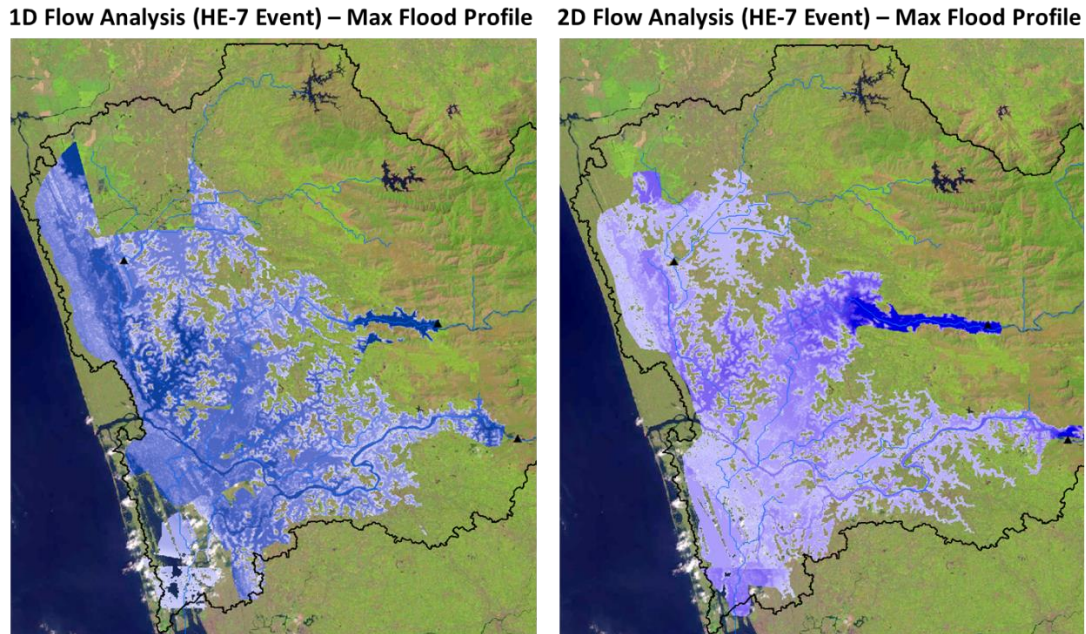 1D Flow Analysis (HE-7 Event) – Max Flood Profile
2D Flow Analysis (HE-7 Event) – Max Flood Profile